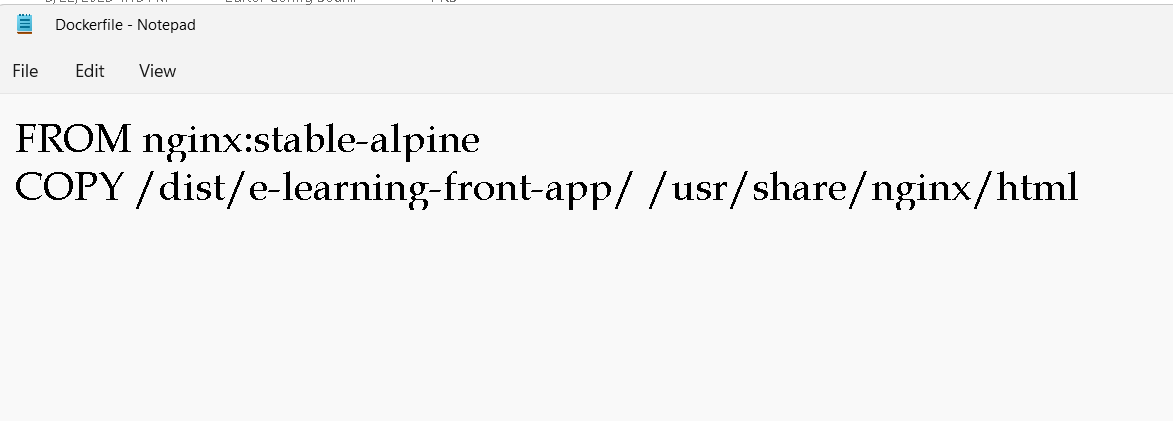 Dockerfile - Notepad
File Edit View
FROM nginx:stable-alpine
COPY /dist/e-learning-front-app/ /usr/share/nginx/html